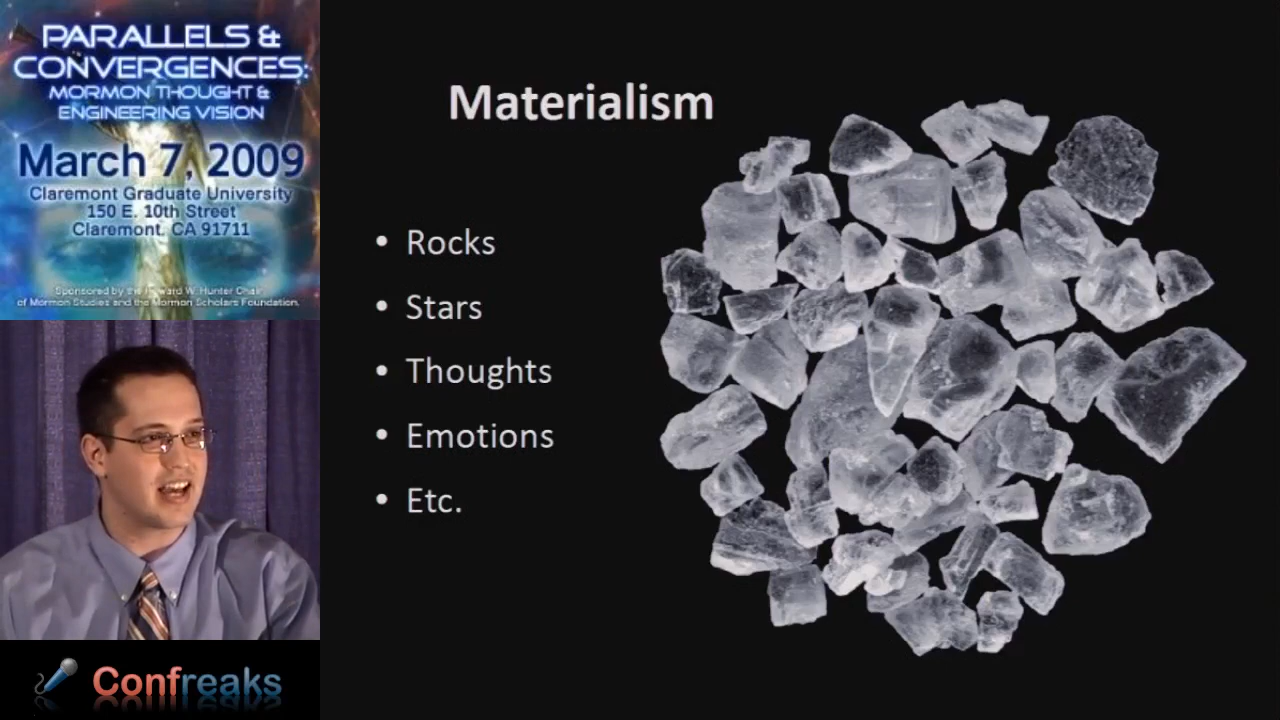 PARALLELS &
CONVERGENCES:
MORMON THOUGHT &
ENGINEERING VISION
March 7, 2009
Claremont Graduate University
150 E. 10th Street
Claremont, CA 91711
Sponsored by the Howard W. Hunter Chair
of Mormon Studies and the Mormon Scholars Foundation.
Confreaks
Materialism
• Rocks
• Stars
• Thoughts
• Emotions
• Etc.